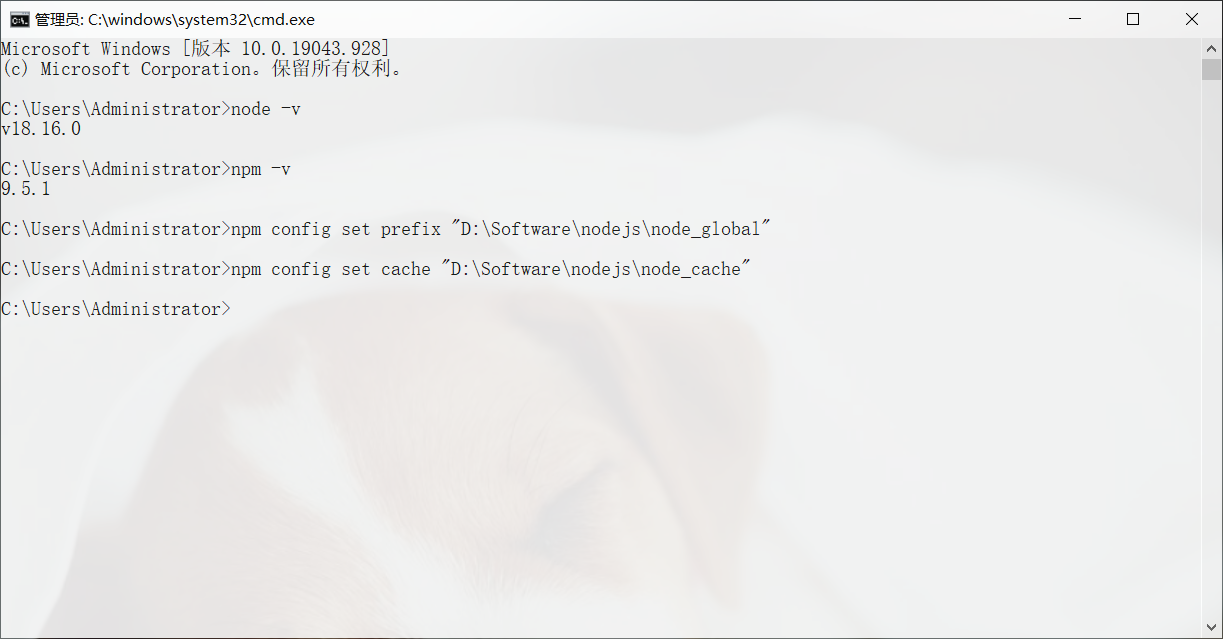 管理员: C:\windows\system32\cmd.exe
Microsoft Windows [版本 10.0.19043.928]
(c) Microsoft Corporation。保留所有权利。
C:\Users\Administrator>node -v
v18.16.0
C:\Users\Administrator>npm -v
9.5.1
C:\Users\Administrator>npm config set prefix "D:\Software\nodejs\node_global"
C:\Users\Administrator>npm config set cache "D:\Software\nodejs\node_cache"
C:\Users\Administrator>